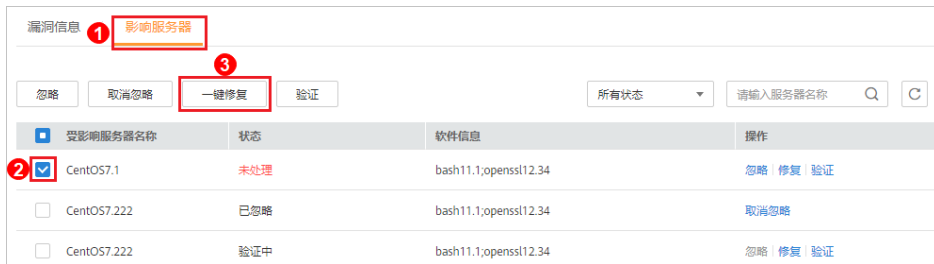 漏洞信息 1 影响服务器
3
忽略 取消忽略 一键修复 验证 所有状态 请输入服务器名称
受影响服务器名称 状态 软件信息 操作
2 CentOS7.1 未处理 bash11.1;openssl12.34 忽略 修复 验证
CentOS7.222 已忽略 bash11.1;openssl12.34 取消忽略
CentOS7.222 验证中 bash11.1;openssl12.34 忽略 修复 验证